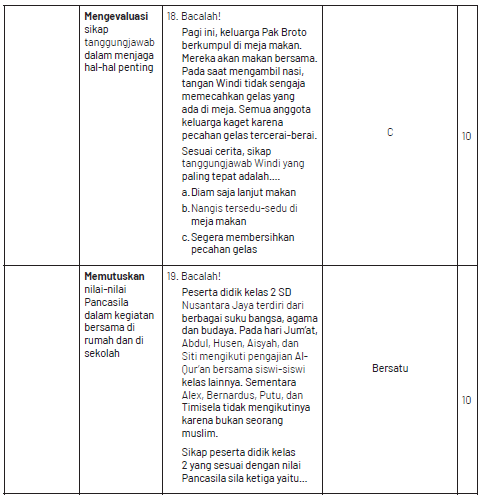 Mengevaluasi
sikap
tanggungjawab
dalam menjaga
hal-hal penting
18. Bacalah!
Pagi ini, keluarga Pak Broto
berkumpul di meja makan.
Mereka akan makan bersama.
Pada saat mengambil nasi,
tangan Windi tidak sengaja
memecahkan gelas yang
ada di meja. Semua anggota
keluarga kaget karena
pecahan gelas tercerai-berai.
Sesuai cerita, sikap
tanggungjawab Windi yang
paling tepat adalah....
a. Diam saja lanjut makan
b. Nangis tersedu-sedu di
meja makan
c. Segera membersihkan
pecahan gelas
C
10
Memutuskan
nilai-nilai
Pancasila
dalam kegiatan
bersama di
rumah dan di
sekolah
19. Bacalah!
Peserta didik kelas 2 SD
Nusantara Jaya terdiri dari
berbagai suku bangsa, agama
dan budaya. Pada hari Jum'at,
Abdul, Husen, Aisyah, dan
Siti mengikuti pengajian Al-
Qur'an bersama siswi-siswi
kelas lainnya. Sementara
Alex, Bernardus, Putu, dan
Timisela tidak mengikutinya
karena bukan seorang
muslim.
Sikap peserta didik kelas
2 yang sesuai dengan nilai
Pancasila sila ketiga yaitu...
Bersatu
10